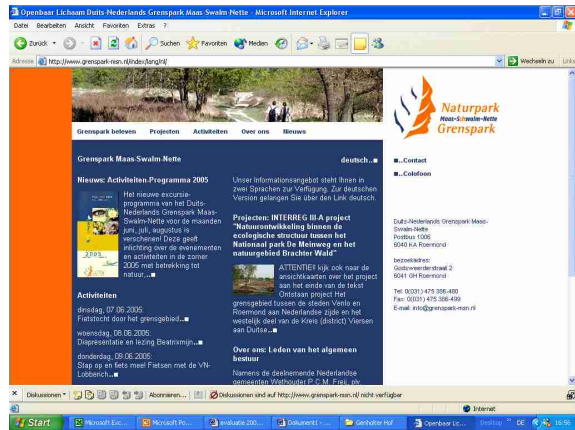 Openbaar Lichaam Duits-Nederlands Grenspark Maas-Swalm-Nette - Microsoft Internet Explorer
Datei Bearbeiten Ansicht Favoriten Extras ?
Zurück Suchen Favoriten Medien
Adresse http://www.grenspark-msn.nl/index/lang/nl/ Wechseln zu Links
Naturpark
Maas-Schwalm-Nette
Grenspark
Grenspark beleven Projecten Activiteiten Over ons Nieuws
Grenspark Maas-Swalm-Nette deutsch...
Nieuws: Activiteiten-Programma 2005
Het nieuwe excursie-
programma van het Duits-
Nederlands Grenspark Maas-
Swalm-Nette voor de maanden
juni, juli, augustus is
verschenen! Deze geeft
inlichting over de evenementen
en activiteiten in de zomer
2005 met betrekking tot
natuur,...
2005
Activiteiten
dinsdag, 07.06.2005:
Fietstocht door het grensgebied...
woensdag, 08.06.2005:
Diapresentatie en lezing Beatrixmijn...
donderdag, 09.06.2005:
Stap op en fiets mee! Fietsen met de VN-
Lobberich...
Unser Informationsangebot steht Ihnen in
zwei Sprachen zur Verfügung. Zur deutschen
Version gelangen Sie über den Link deutsch.
Projecten: INTERREG III-A project
"Natuurontwikkeling binnen de
ecologische structuur tussen het
Nationaal park De Meinweg en het
natuurgebied Brachter Wald"
ATTENTIE!! kijk ook naar de
ansichtkaarten over het project
aan het einde van de tekst
Ontstaan project Het
grensgebied tussen de steden Venlo en
Roermond aan Nederlandse zijde en het
westelijk deel van de Kreis (district) Viersen
aan Duitse...
Over ons: Leden van het algemeen
bestuur
Namens de deelnemende Nederlandse
gemeenten Wethouder P.C.M. Freij, plv.
...Contact
...Colofoon
Duits-Nederlands Grenspark Maas-
Swalm-Nette
Postbus 1006
6040 KA Roermond
bezoekadres:
Godsweerderstraat 2
6041 GH Roermond
Tel: 0(031) 475 386-480
Fax: 0(031) 475 386-499
E-mail: info@grenspark-msn.nl
Diskussionen Abonnieren... Diskussionen sind auf http://www.grenspark-msn.nl/ nicht verfügbar
Internet
Start Microsoft Exc... Microsoft Po... evaluatie 200... Dokument1 - ... Genholter Hof Openbaar Lic... Desktop DE 16:56